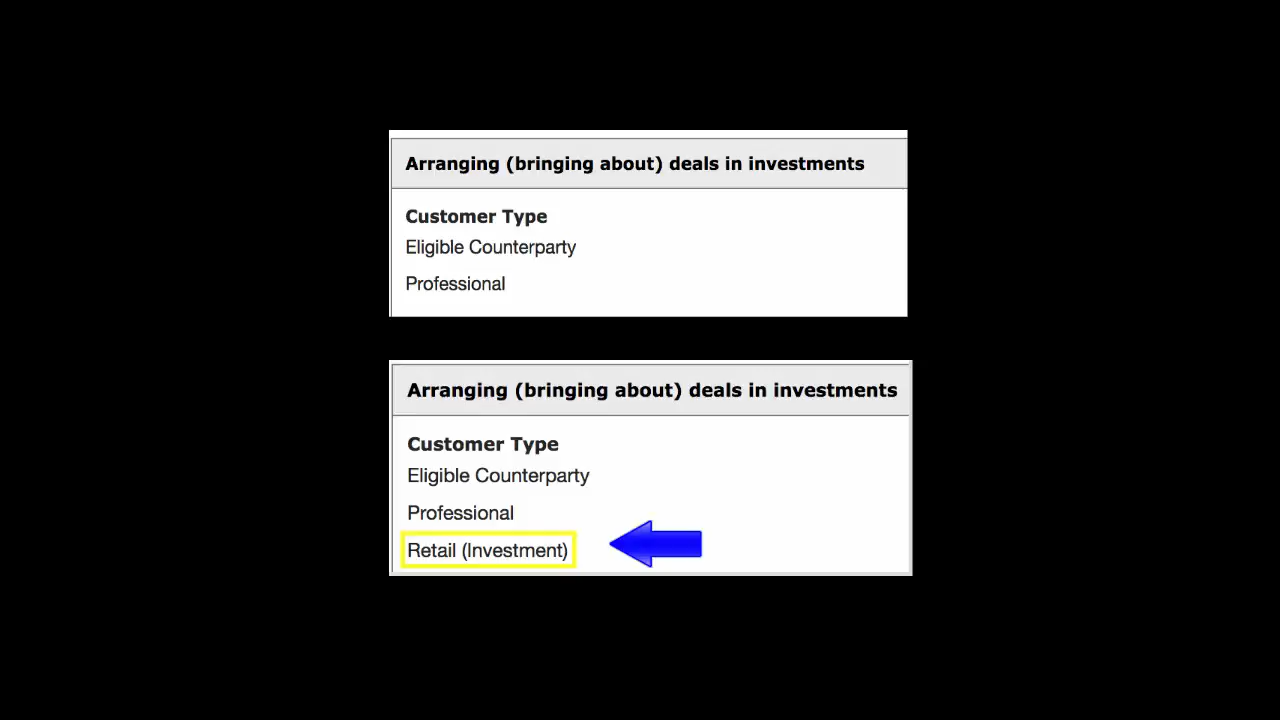 Arranging (bringing about) deals in investments
Customer Type
Eligible Counterparty
Professional
Arranging (bringing about) deals in investments
Customer Type
Eligible Counterparty
Professional
Retail (Investment)